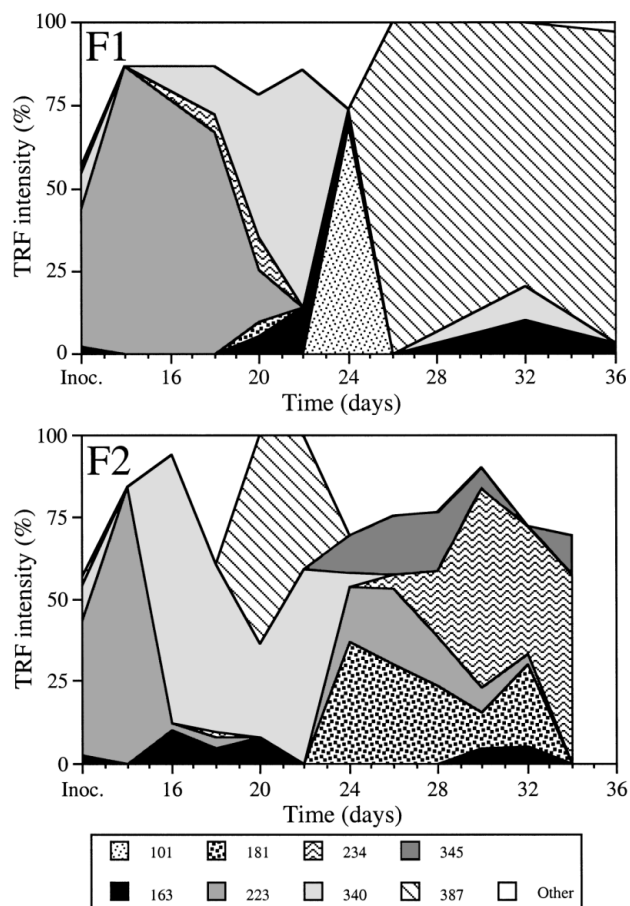 F1
TRF intensity (%)
100
75
50
25
0
Inoc. 16 20 24 28 32 36
Time (days)
F2
TRF intensity (%)
100
75
50
25
0
Inoc. 16 20 24 28 32 36
Time (days)
101 181 234 345
163 223 340 387 Other